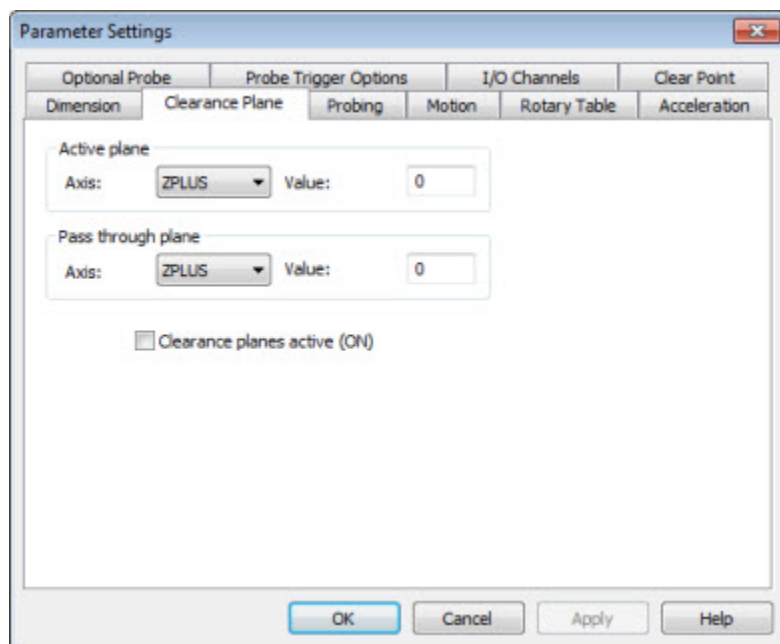 Parameter Settings
Optional Probe Probe Trigger Options I/O Channels Clear Point
Dimension Clearance Plane Probing Motion Rotary Table Acceleration
Active plane
Axis: ZPLUS Value: 0
Pass through plane
Axis: ZPLUS Value: 0
Clearance planes active (ON)
OK Cancel Apply Help